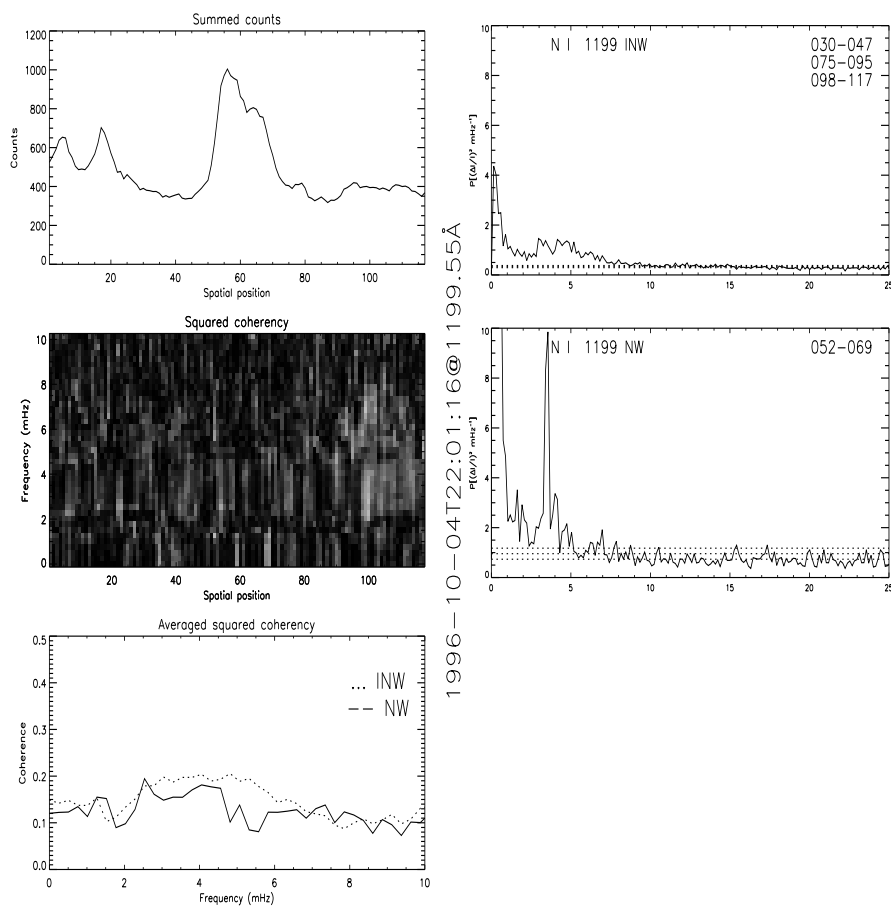 Summed counts
1200
1000
800
600
400
200
0
Counts
20 40 60 80 100
Spatial position
Squared coherency
10
8
6
4
2
0
Frequency (mHz)
20 40 60 80 100
Spatial position
Averaged squared coherency
0.5
0.4
0.3
0.2
0.1
0.0
Coherence
... INW
— — NW
0 2 4 6 8 10
Frequency (mHz)
1996-10-04T22:01:16@1199.55Å
N I 1199 INW
030-047
075-095
098-117
10
8
6
4
2
0
P[(ΔI/I)² mHz⁻¹]
0 5 10 15 20 25
N I 1199 NW
052-069
10
8
6
4
2
0
P[(ΔI/I)² mHz⁻¹]
0 5 10 15 20 25